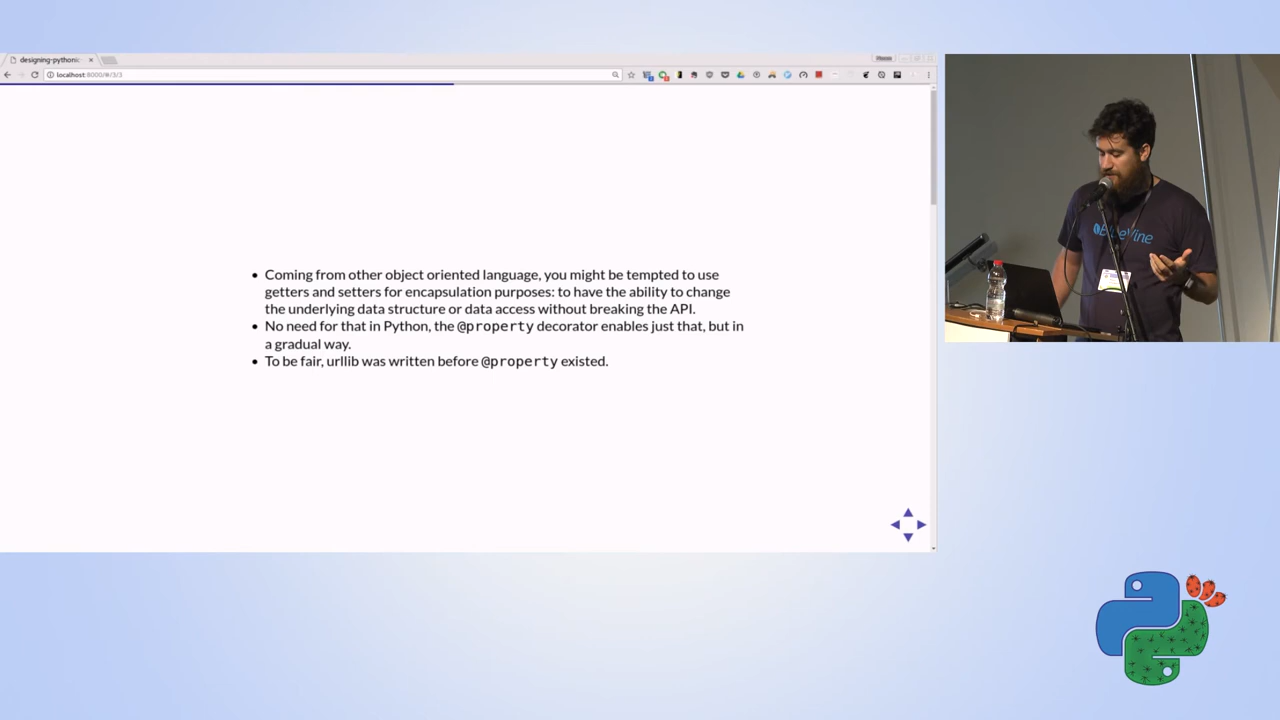 designing-pythonic
localhost:8000/#/3/3
Coming from other object oriented language, you might be tempted to use
getters and setters for encapsulation purposes: to have the ability to change
the underlying data structure or data access without breaking the API.
No need for that in Python, the @property decorator enables just that, but in
a gradual way.
To be fair, urllib was written before @property existed.
BlueVine